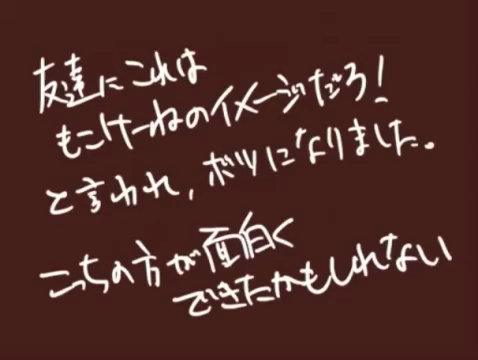 友達にこれは
もこけーねのイメージだろ!
と言われ、ボツになりました。
こっちの方が面白く
できたかもしれない